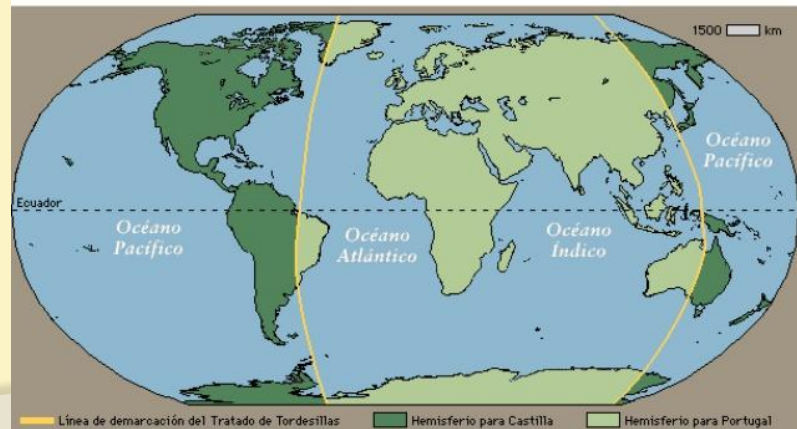 1500 km
Océano
Pacífico
Ecuador
Océano
Pacífico
Océano
Atlántico
Océano
Índico
Línea de demarcación del Tratado de Tordesillas
Hemisferio para Castilla
Hemisferio para Portugal